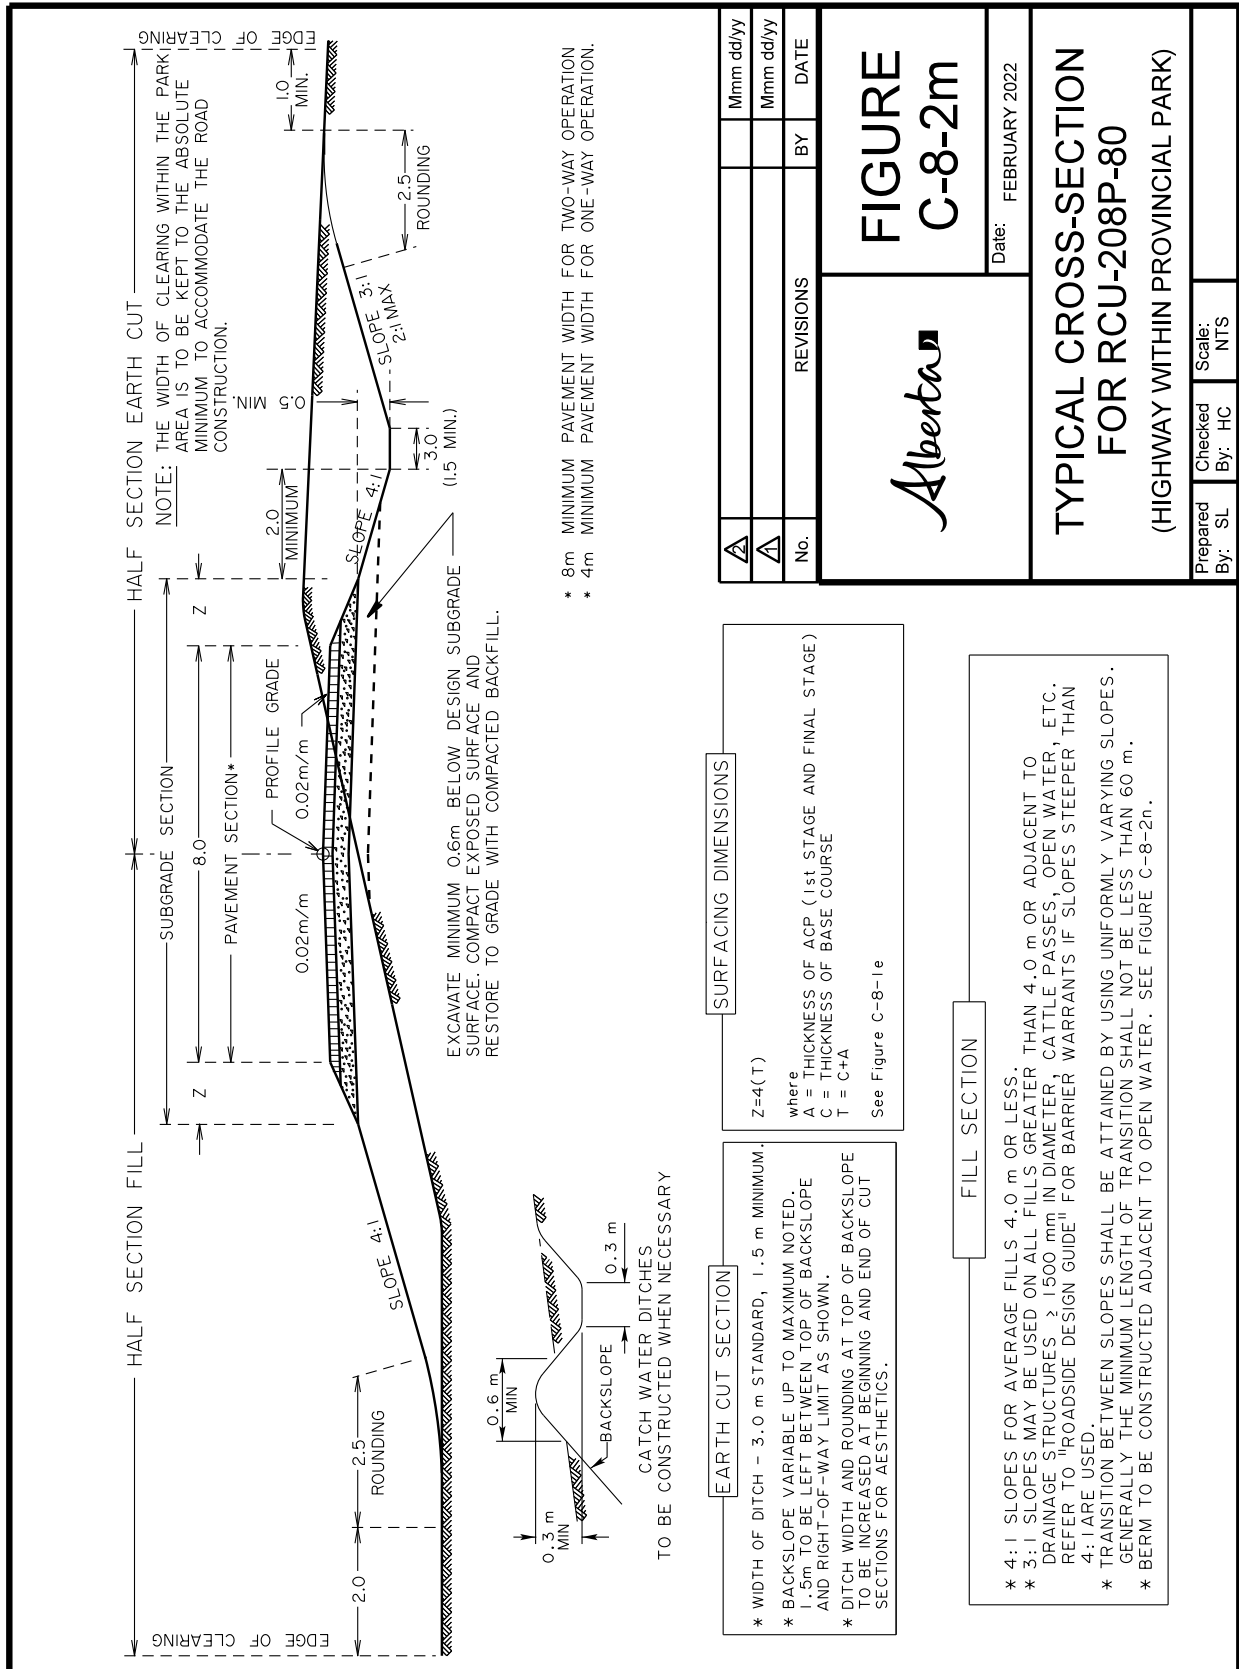 HALF SECTION FILL
HALF SECTION EARTH CUT
EDGE OF CLEARING
EDGE OF CLEARING
NOTE: THE WIDTH OF CLEARING WITHIN THE PARK
AREA IS TO BE KEPT TO THE ABSOLUTE
MINIMUM TO ACCOMMODATE THE ROAD
CONSTRUCTION.
SUBGRADE SECTION
Z
8.0
Z
PAVEMENT SECTION*
PROFILE GRADE
0.02m/m
0.02m/m
2.0
2.5
ROUNDING
SLOPE 4:1
2.0
MINIMUM
0.5 MIN.
1.0
MIN.
SLOPE 4:1
3.0
(1.5 MIN.)
SLOPE 3:1
2:1 MAX
2.5
ROUNDING
EXCAVATE MINIMUM 0.6m BELOW DESIGN SUBGRADE
SURFACE. COMPACT EXPOSED SURFACE AND
RESTORE TO GRADE WITH COMPACTED BACKFILL.
* 8m MINIMUM PAVEMENT WIDTH FOR TWO-WAY OPERATION
* 4m MINIMUM PAVEMENT WIDTH FOR ONE-WAY OPERATION.
0.6 m
MIN
0.3 m
MIN
BACKSLOPE
0.3 m
CATCH WATER DITCHES
TO BE CONSTRUCTED WHEN NECESSARY
EARTH CUT SECTION
* WIDTH OF DITCH - 3.0 m STANDARD, 1.5 m MINIMUM.
* BACKSLOPE VARIABLE UP TO MAXIMUM NOTED.
1.5m TO BE LEFT BETWEEN TOP OF BACKSLOPE
AND RIGHT-OF-WAY LIMIT AS SHOWN.
* DITCH WIDTH AND ROUNDING AT TOP OF BACKSLOPE
TO BE INCREASED AT BEGINNING AND END OF CUT
SECTIONS FOR AESTHETICS.
SURFACING DIMENSIONS
Z=4(T)
where
A = THICKNESS OF ACP (1st STAGE AND FINAL STAGE)
C = THICKNESS OF BASE COURSE
T = C+A
See Figure C-8-1e
FILL SECTION
* 4:1 SLOPES FOR AVERAGE FILLS 4.0 m OR LESS.
* 3:1 SLOPES MAY BE USED ON ALL FILLS GREATER THAN 4.0 m OR ADJACENT TO
DRAINAGE STRUCTURES ≥ 1500 mm IN DIAMETER, CATTLE PASSES, OPEN WATER, ETC.
REFER TO "ROADSIDE DESIGN GUIDE" FOR BARRIER WARRANTS IF SLOPES STEEPER THAN
4:1 ARE USED.
* TRANSITION BETWEEN SLOPES SHALL BE ATTAINED BY USING UNIFORMLY VARYING SLOPES.
GENERALLY THE MINIMUM LENGTH OF TRANSITION SHALL NOT BE LESS THAN 60 m.
* BERM TO BE CONSTRUCTED ADJACENT TO OPEN WATER. SEE FIGURE C-8-2n.
2 Mmm dd/yy
1 Mmm dd/yy
No. REVISIONS BY DATE
Alberta
FIGURE
C-8-2m
Date:
FEBRUARY 2022
TYPICAL CROSS-SECTION
FOR RCU-208P-80
(HIGHWAY WITHIN PROVINCIAL PARK)
Prepared
By: SL
Checked
By: HC
Scale:
NTS